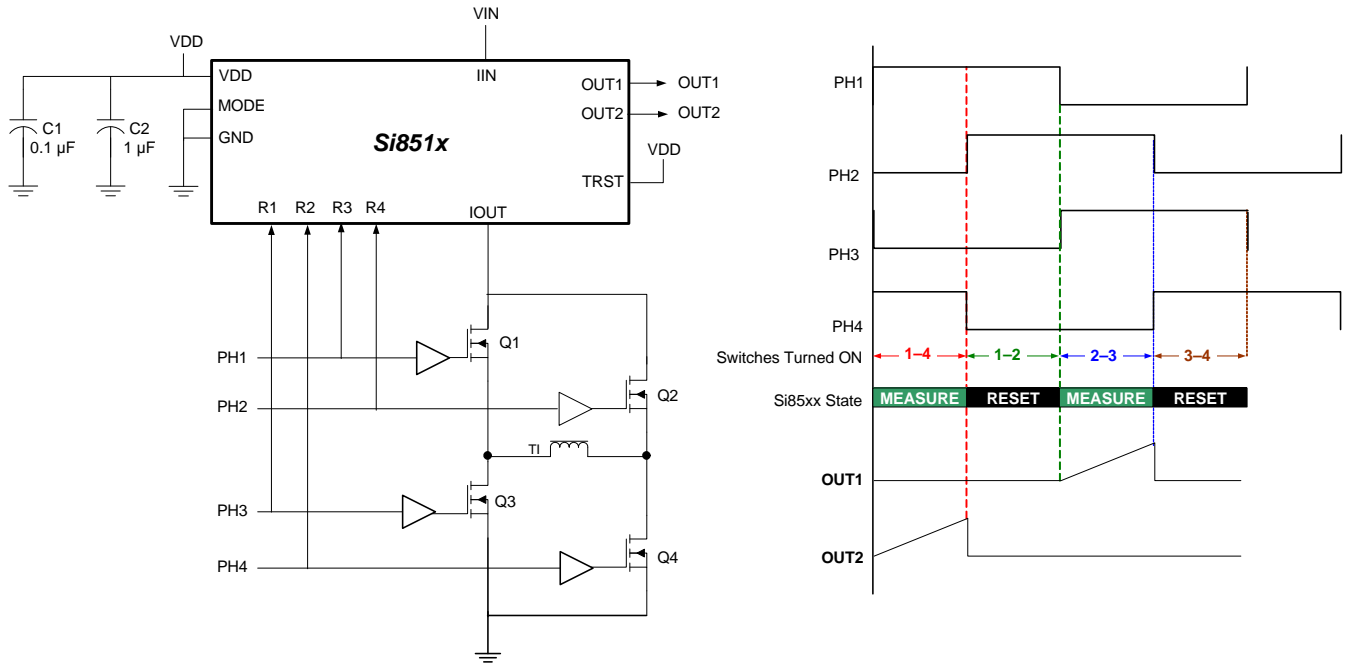 VIN
VDD
VDD
IIN
OUT1
OUT1
MODE
OUT2
OUT2
C1
0.1 µF
C2
1 µF
GND
Si851x
VDD
TRST
R1
R2
R3
R4
IOUT
PH1
Q1
PH2
Q2
TI
PH3
Q3
PH4
Q4
PH1
PH2
PH3
PH4
Switches Turned ON
1–4
1–2
2–3
3–4
Si85xx State
MEASURE
RESET
MEASURE
RESET
OUT1
OUT2